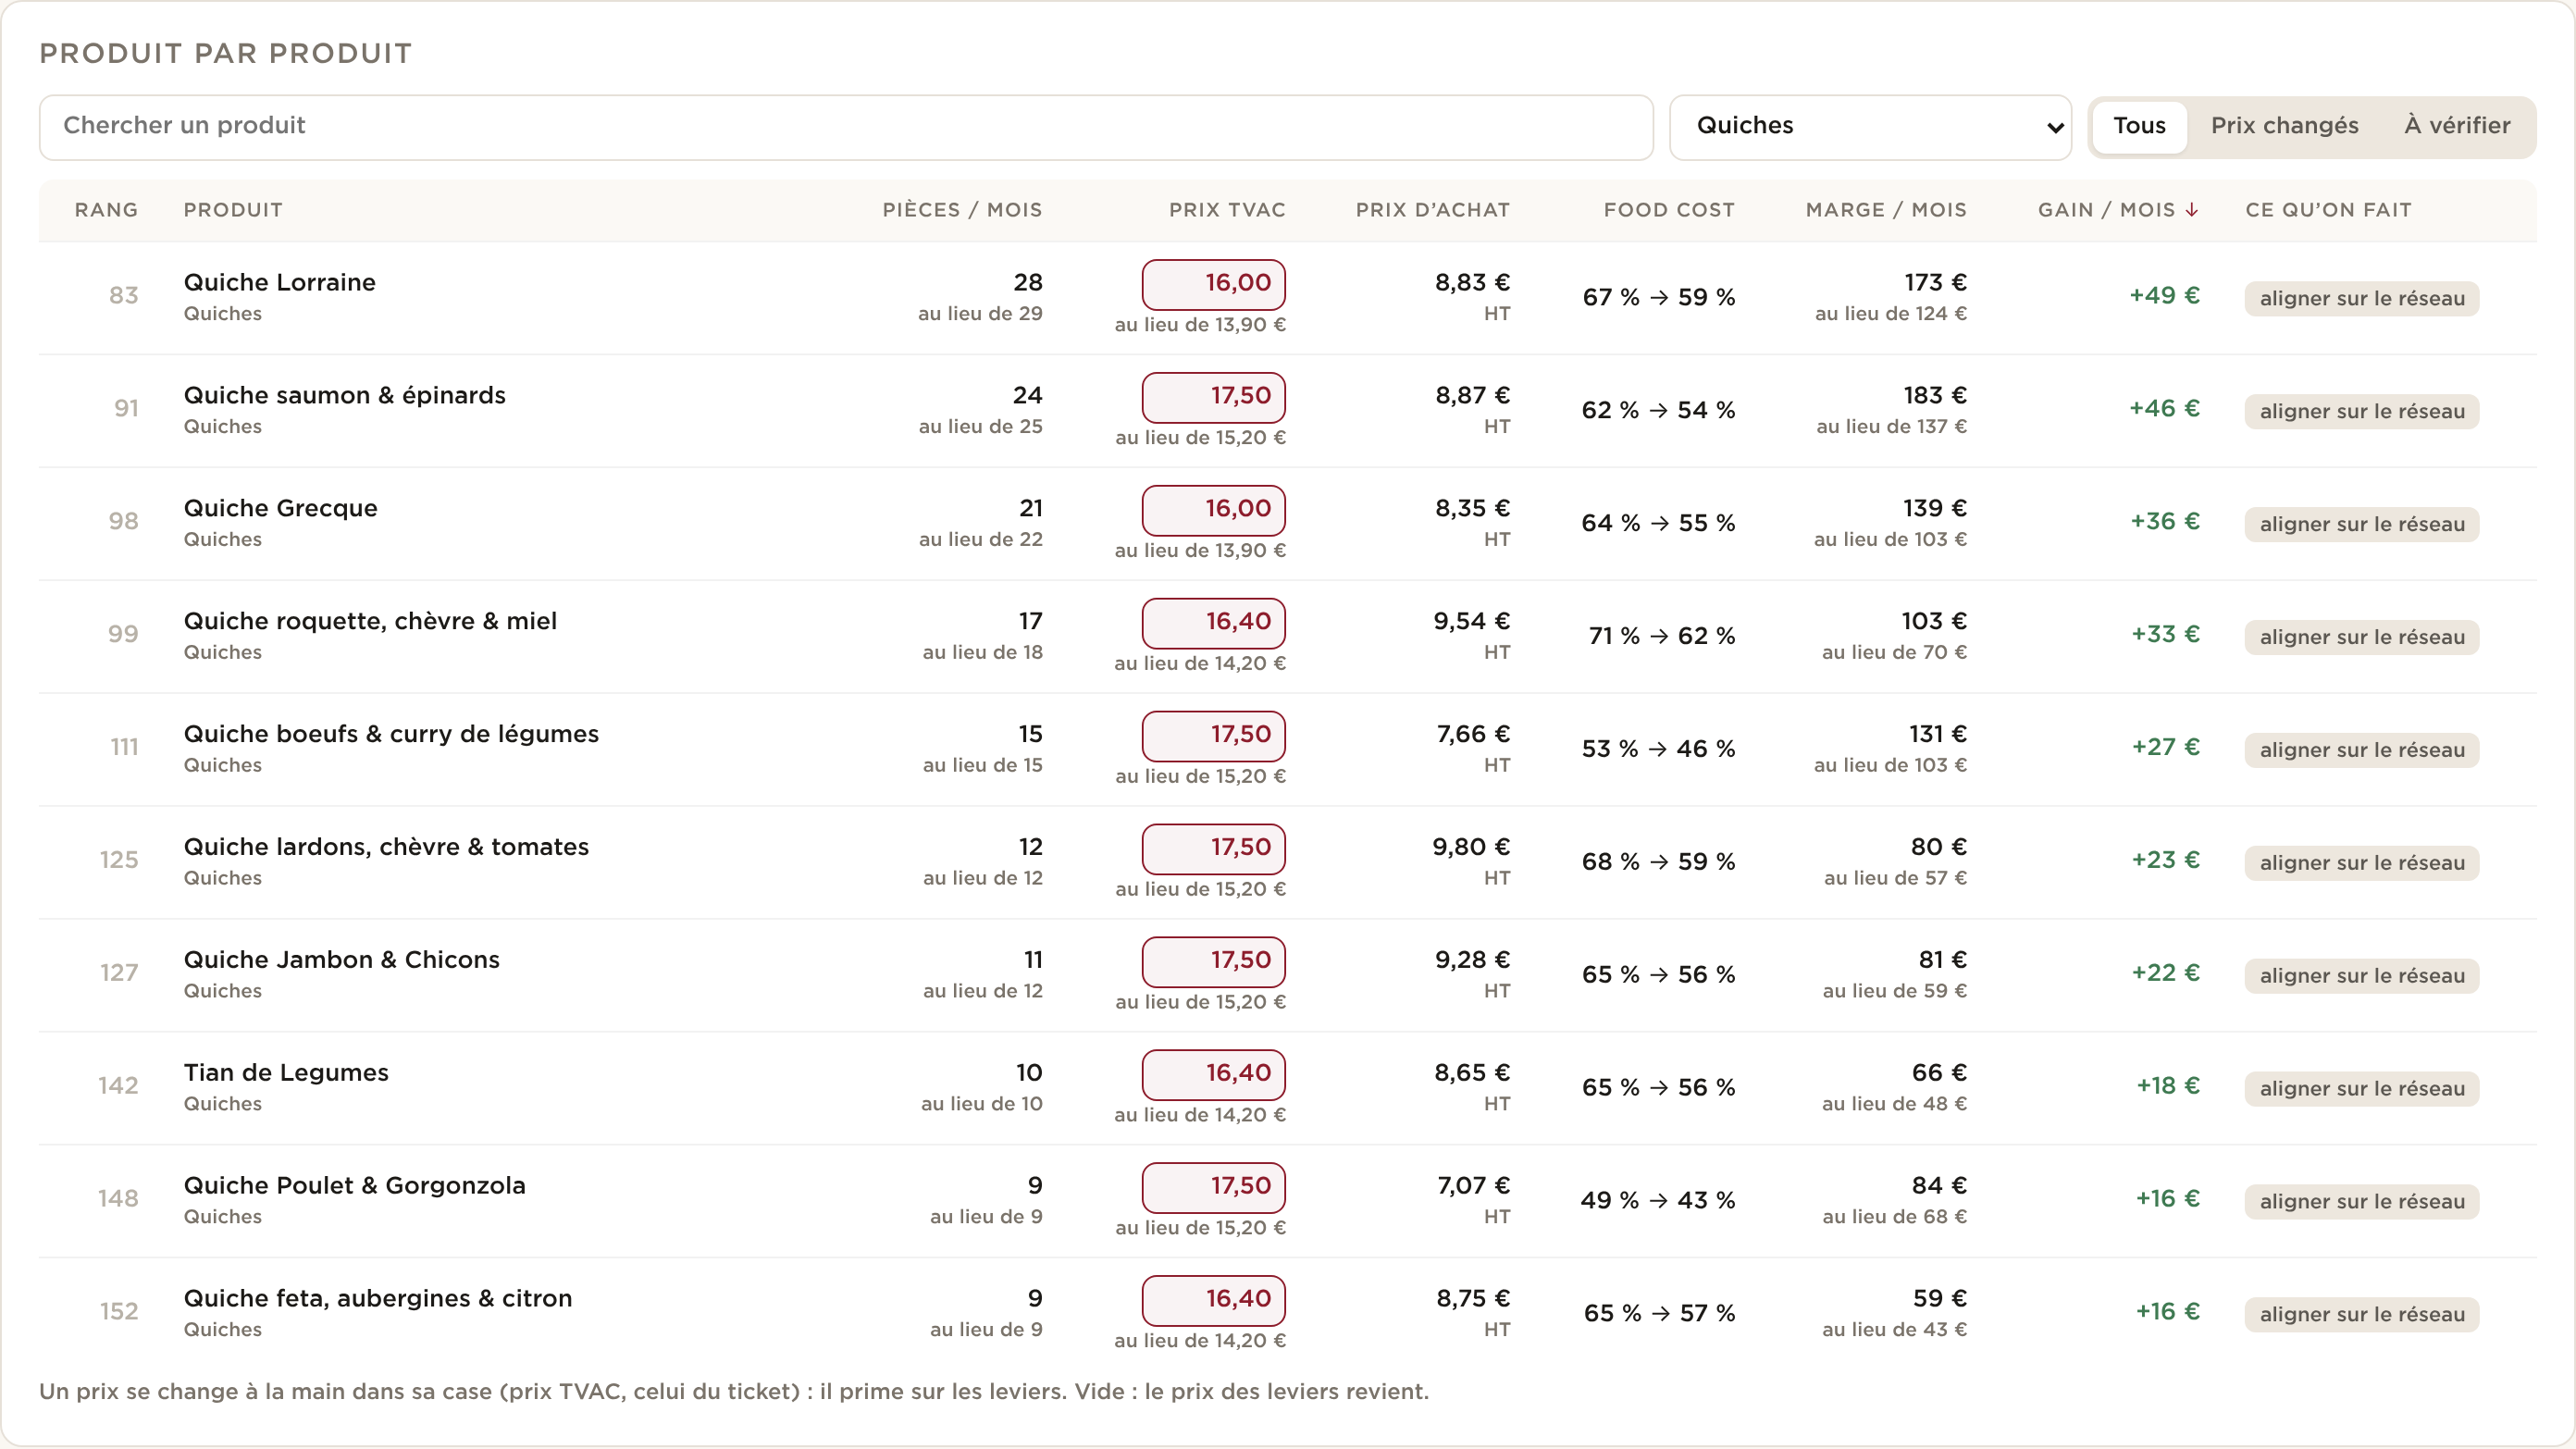 PRODUIT PAR PRODUIT
Chercher un produit
Quiches
Tous
Prix changés
À vérifier
RANG PRODUIT PIÈCES / MOIS PRIX TVAC PRIX D’ACHAT FOOD COST MARGE / MOIS GAIN / MOIS ↓ CE QU’ON FAIT
83 Quiche Lorraine 28 16,00 8,83 € 67 % → 59 % 173 € +49 € aligner sur le réseau
Quiches au lieu de 29 au lieu de 13,90 € HT au lieu de 124 €
91 Quiche saumon & épinards 24 17,50 8,87 € 62 % → 54 % 183 € +46 € aligner sur le réseau
Quiches au lieu de 25 au lieu de 15,20 € HT au lieu de 137 €
98 Quiche Grecque 21 16,00 8,35 € 64 % → 55 % 139 € +36 € aligner sur le réseau
Quiches au lieu de 22 au lieu de 13,90 € HT au lieu de 103 €
99 Quiche roquette, chèvre & miel 17 16,40 9,54 € 71 % → 62 % 103 € +33 € aligner sur le réseau
Quiches au lieu de 18 au lieu de 14,20 € HT au lieu de 70 €
111 Quiche boeufs & curry de légumes 15 17,50 7,66 € 53 % → 46 % 131 € +27 € aligner sur le réseau
Quiches au lieu de 15 au lieu de 15,20 € HT au lieu de 103 €
125 Quiche lardons, chèvre & tomates 12 17,50 9,80 € 68 % → 59 % 80 € +23 € aligner sur le réseau
Quiches au lieu de 12 au lieu de 15,20 € HT au lieu de 57 €
127 Quiche Jambon & Chicons 11 17,50 9,28 € 65 % → 56 % 81 € +22 € aligner sur le réseau
Quiches au lieu de 12 au lieu de 15,20 € HT au lieu de 59 €
142 Tian de Legumes 10 16,40 8,65 € 65 % → 56 % 66 € +18 € aligner sur le réseau
Quiches au lieu de 10 au lieu de 14,20 € HT au lieu de 48 €
148 Quiche Poulet & Gorgonzola 9 17,50 7,07 € 49 % → 43 % 84 € +16 € aligner sur le réseau
Quiches au lieu de 9 au lieu de 15,20 € HT au lieu de 68 €
152 Quiche feta, aubergines & citron 9 16,40 8,75 € 65 % → 57 % 59 € +16 € aligner sur le réseau
Quiches au lieu de 9 au lieu de 14,20 € HT au lieu de 43 €
Un prix se change à la main dans sa case (prix TVAC, celui du ticket) : il prime sur les leviers. Vide : le prix des leviers revient.